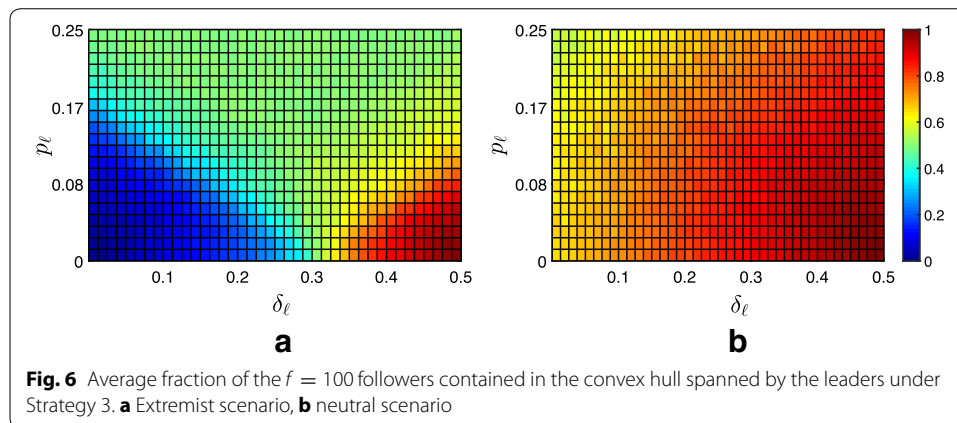 0.25
0.17
0.08
0
pℓ
0.1 0.2 0.3 0.4 0.5
δℓ
a
0.25
0.17
0.08
0
pℓ
0.1 0.2 0.3 0.4 0.5
δℓ
b
1
0.8
0.6
0.4
0.2
0
Fig. 6 Average fraction of the f = 100 followers contained in the convex hull spanned by the leaders under
Strategy 3. a Extremist scenario, b neutral scenario